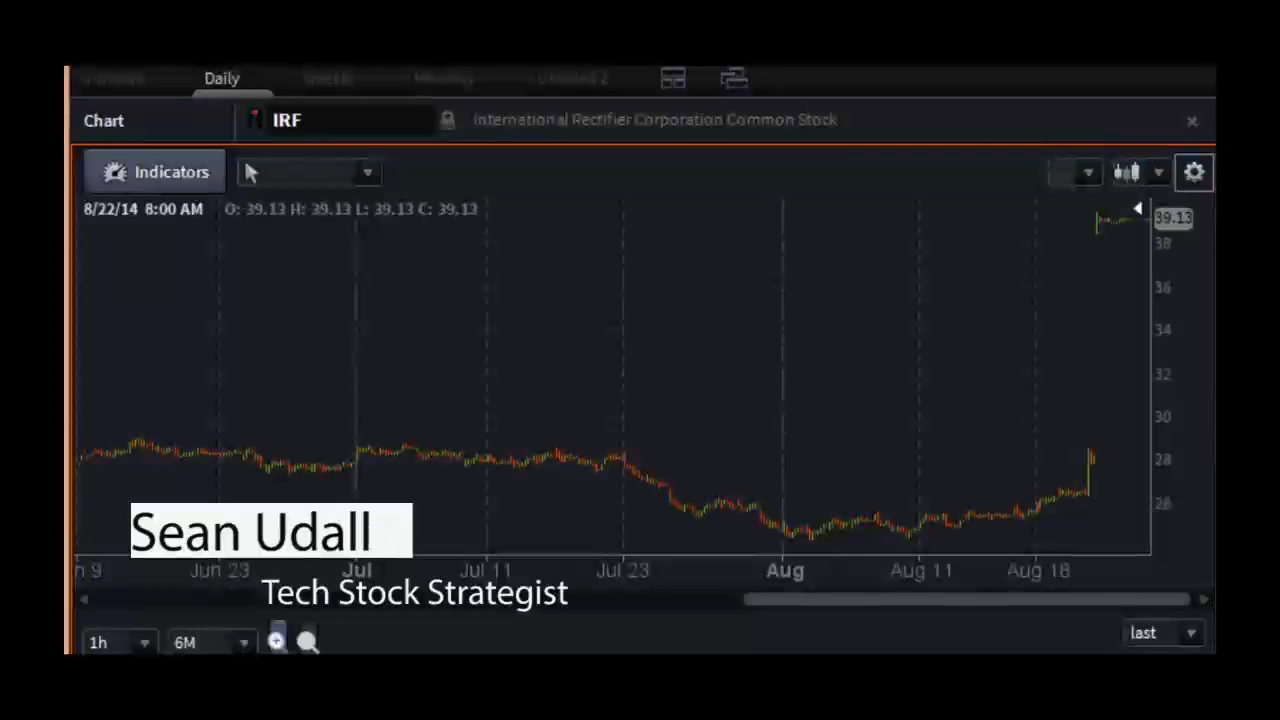 Daily
Chart IRF International Rectifier Corporation Common Stock
Indicators
8/22/14 8:00 AM O: 39.13 H: 39.13 L: 39.13 C: 39.13
39.13
38
36
34
32
30
28
26
Sean Udall
n 9 Jun 23 Jul Jul 11 Jul 23 Aug Aug 11 Aug 18
Tech Stock Strategist
last
1h 6M